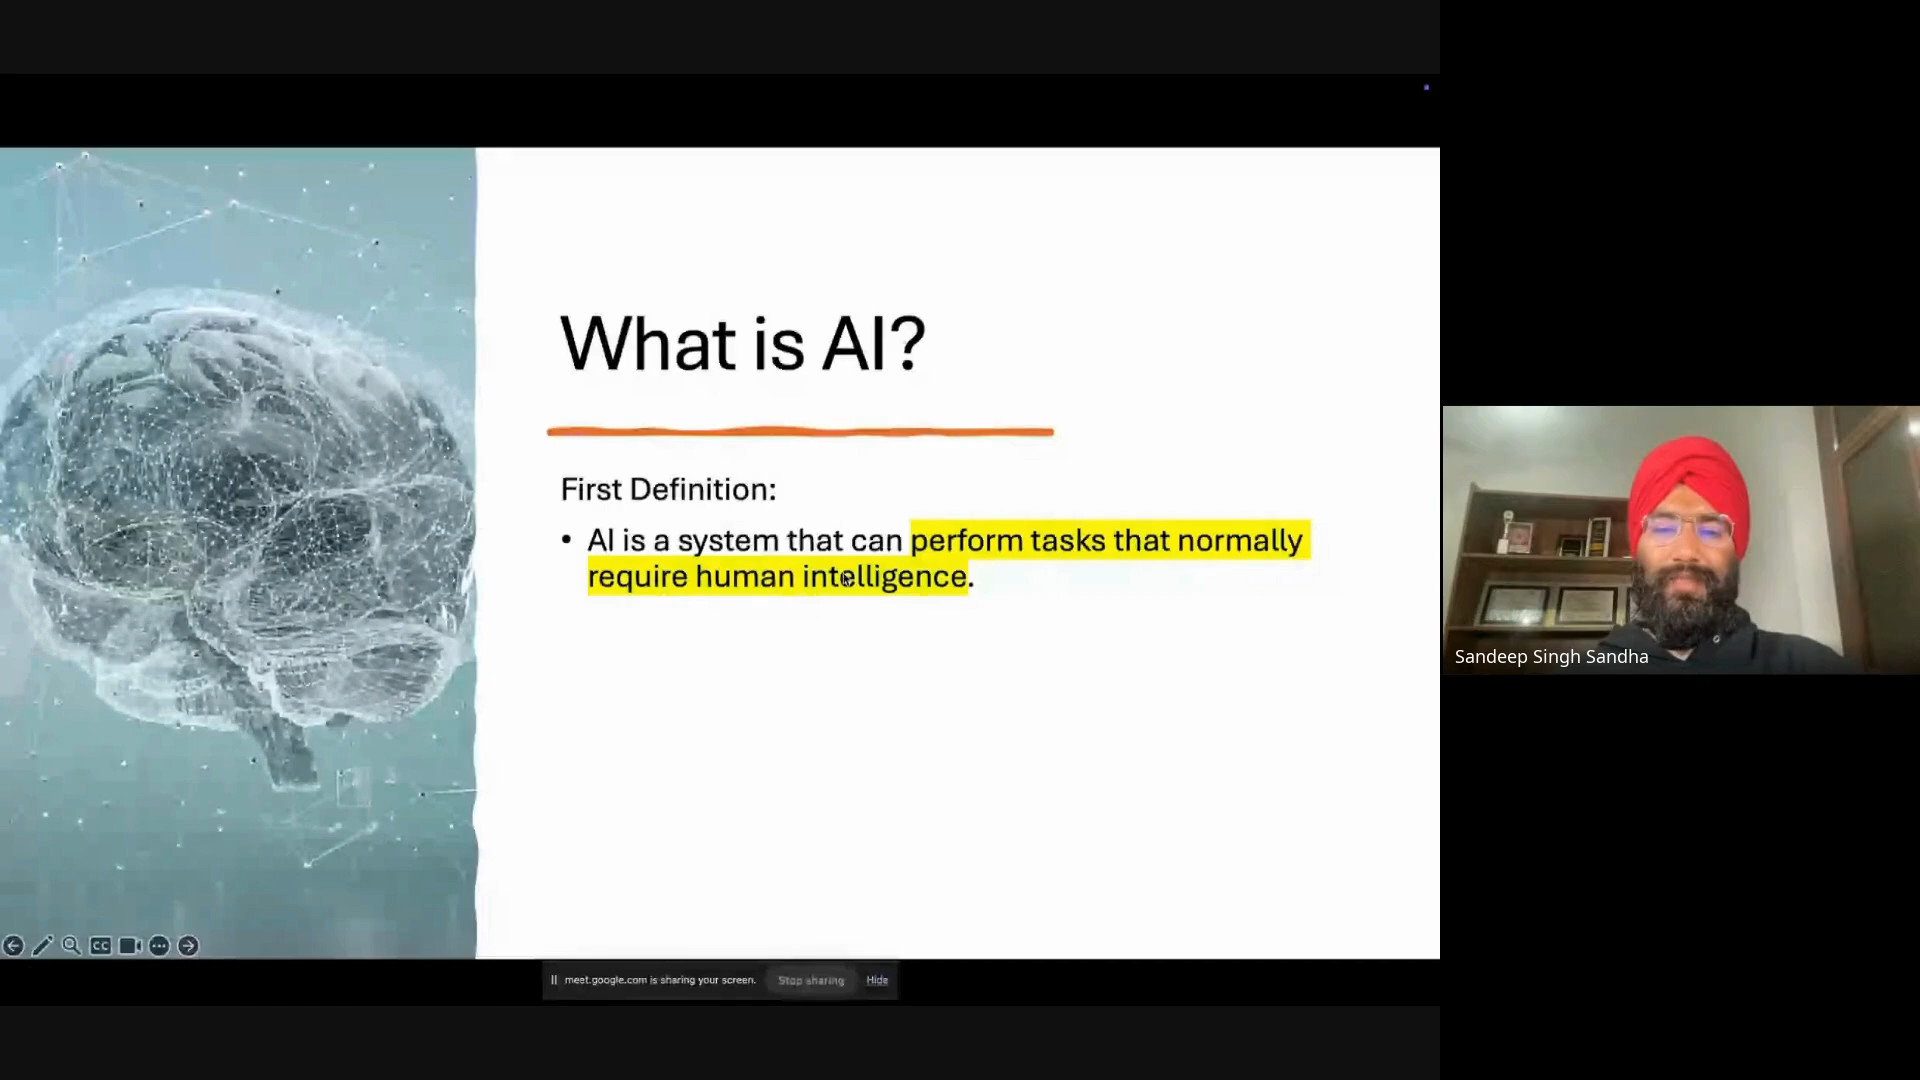 What is AI?
First Definition:
• AI is a system that can perform tasks that normally
require human intelligence.
CC
meet.google.com is sharing your screen.
Stop sharing
Hide
Sandeep Singh Sandha